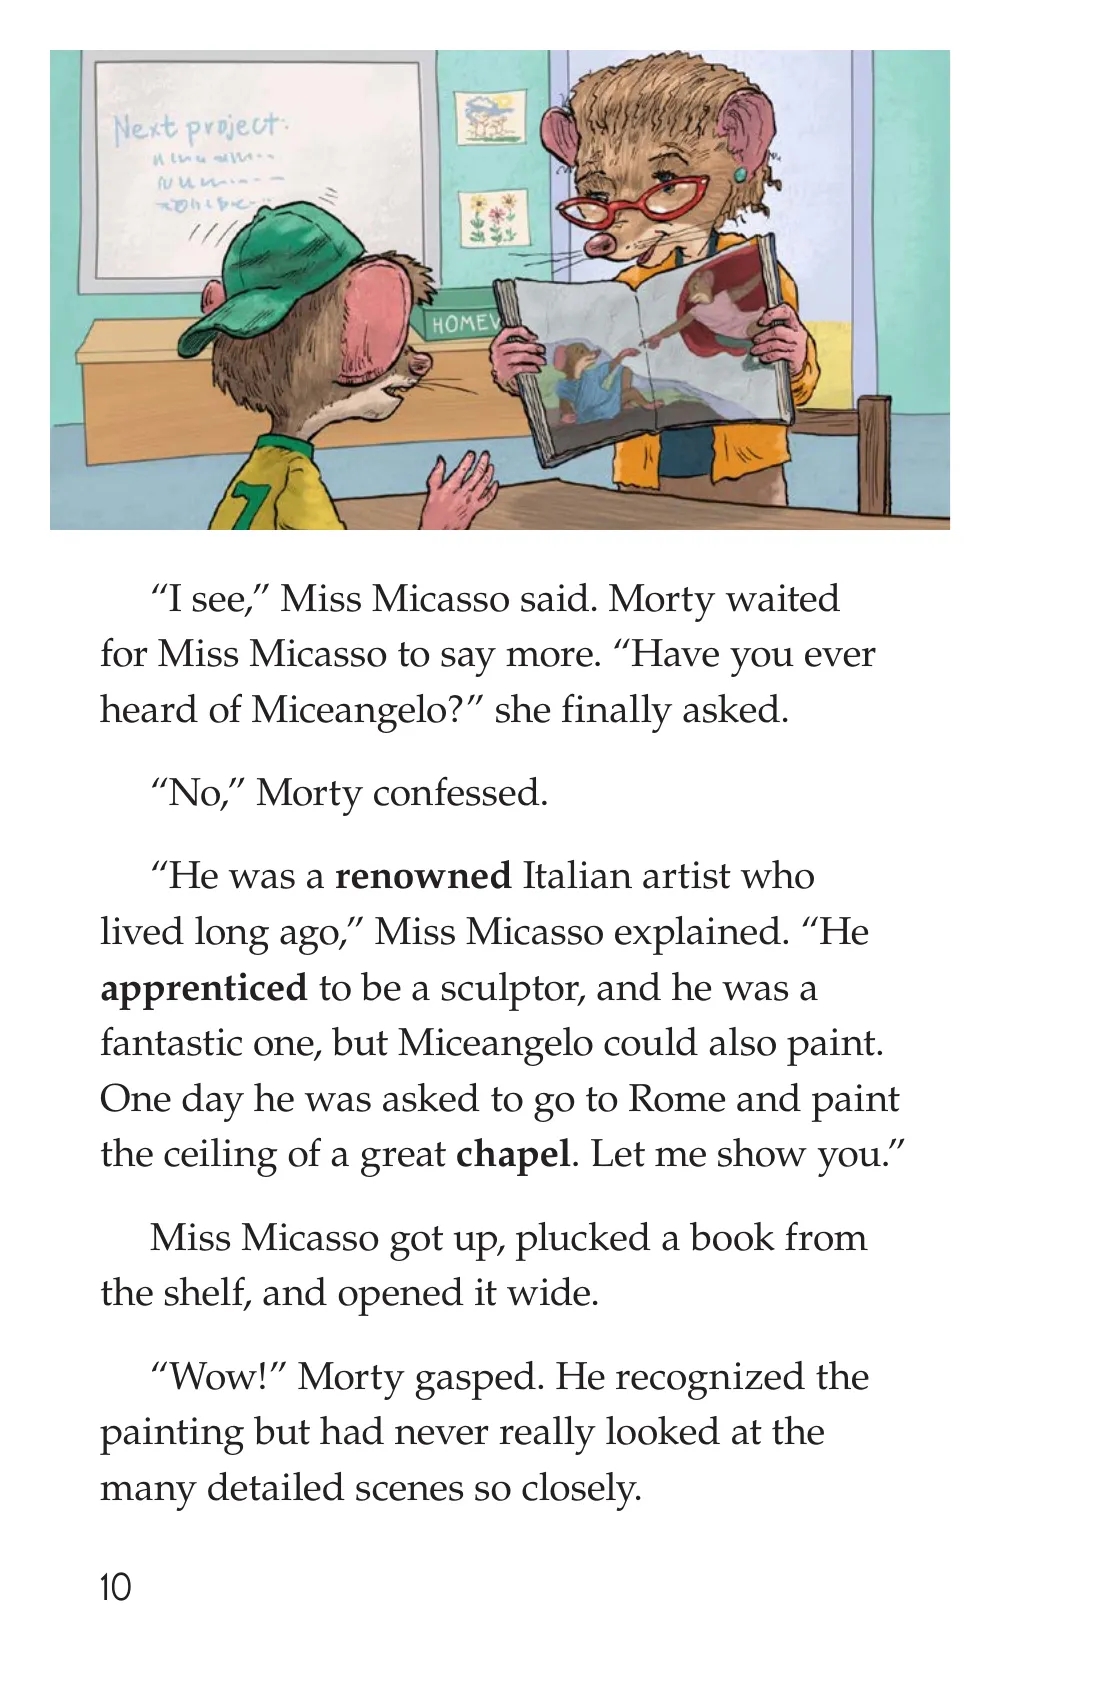 Next project:
HOMEW
7
“I see,” Miss Micasso said. Morty waited
for Miss Micasso to say more. “Have you ever
heard of Miceangelo?” she finally asked.
“No,” Morty confessed.
“He was a renowned Italian artist who
lived long ago,” Miss Micasso explained. “He
apprenticed to be a sculptor, and he was a
fantastic one, but Miceangelo could also paint.
One day he was asked to go to Rome and paint
the ceiling of a great chapel. Let me show you.”
Miss Micasso got up, plucked a book from
the shelf, and opened it wide.
“Wow!” Morty gasped. He recognized the
painting but had never really looked at the
many detailed scenes so closely.
10